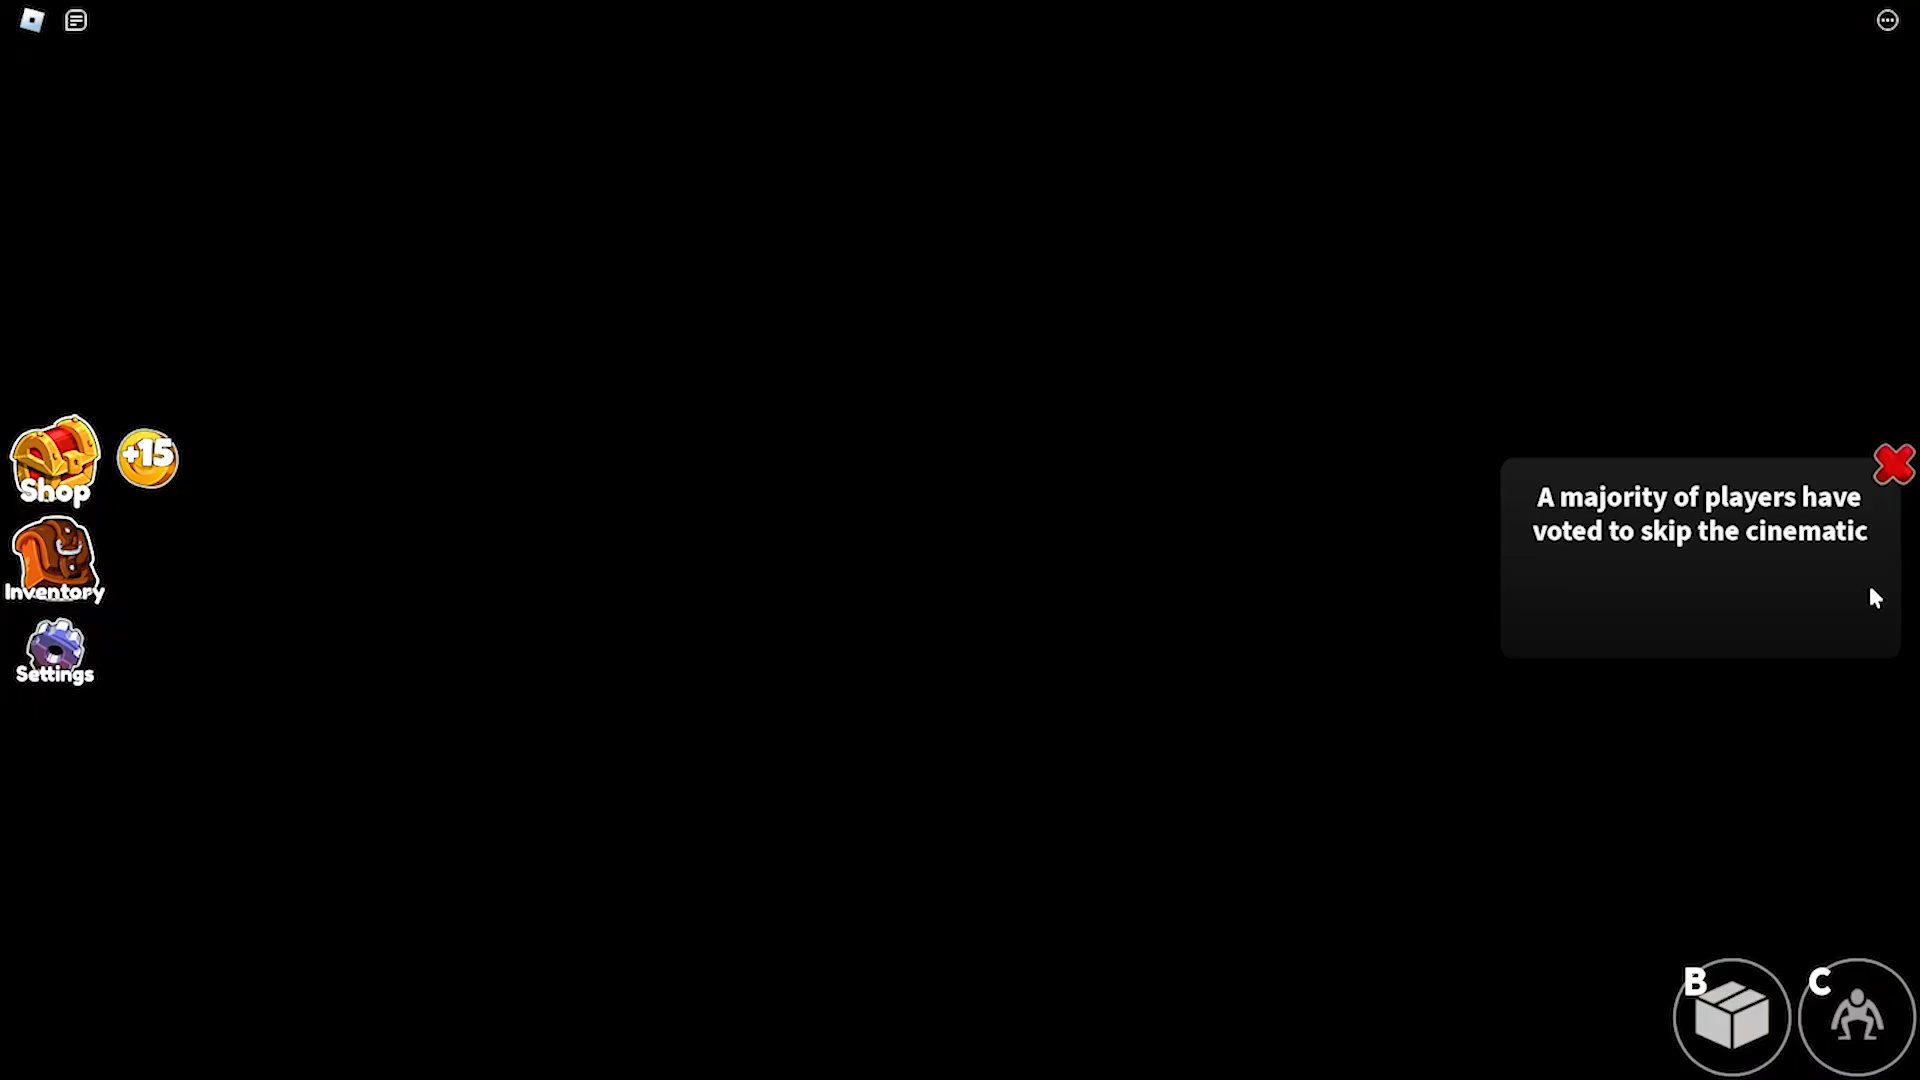 +15
Shop
Inventory
Settings
A majority of players have
voted to skip the cinematic
B
C